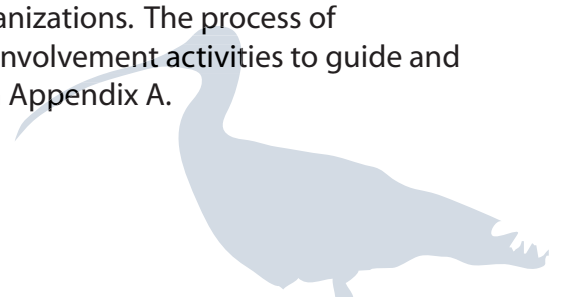 anizations. The process of
nvolvement activities to guide and
Appendix A.